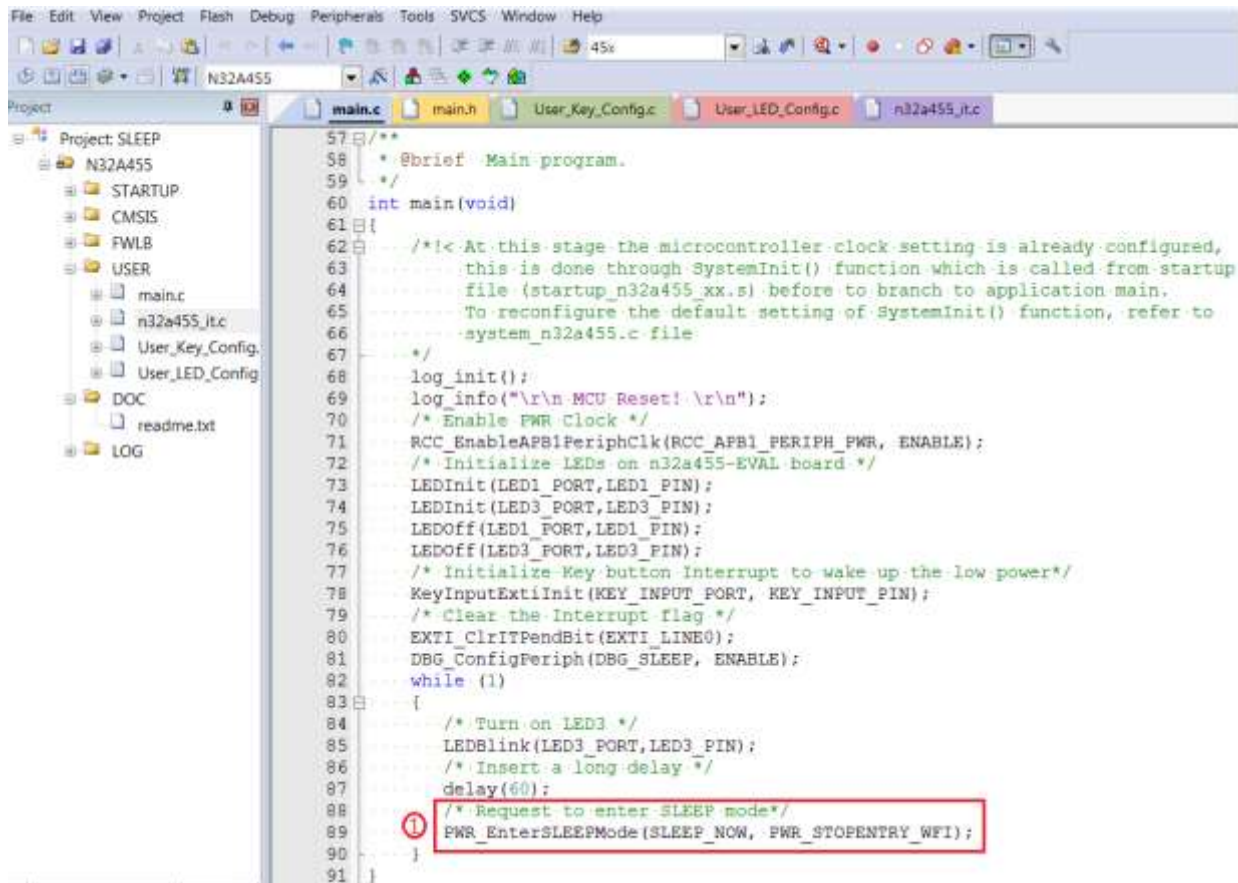 File Edit View Project Flash Debug Peripherals Tools SVCS Window Help
45x
N32A455
Project
main.c main.h User_Key_Config.c User_LED_Config.c n32a455_it.c
Project: SLEEP
N32A455
STARTUP
CMSIS
FWLB
USER
main.c
n32a455_it.c
User_Key_Config.
User_LED_Config
DOC
readme.txt
LOG
57 /**
58 * @brief Main program.
59 */
60 int main(void)
61 {
62 /*!< At this stage the microcontroller clock setting is already configured,
63 this is done through SystemInit() function which is called from startup
64 file (startup_n32a455_xx.s) before to branch to application main.
65 To reconfigure the default setting of SystemInit() function, refer to
66 system_n32a455.c file
67 */
68 log_init();
69 log_info("\r\n MCU Reset! \r\n");
70 /* Enable PWR Clock */
71 RCC_EnableAPB1PeriphClk(RCC_APB1_PERIPH_PWR, ENABLE);
72 /* Initialize LEDs on n32a455-EVAL board */
73 LEDInit(LED1_PORT,LED1_PIN);
74 LEDInit(LED3_PORT,LED3_PIN);
75 LEDOff(LED1_PORT,LED1_PIN);
76 LEDOff(LED3_PORT,LED3_PIN);
77 /* Initialize Key button Interrupt to wake up the low power*/
78 KeyInputExtiInit(KEY_INPUT_PORT, KEY_INPUT_PIN);
79 /* Clear the Interrupt flag */
80 EXTI_ClrITPendBit(EXTI_LINE0);
81 DBG_ConfigPeriph(DBG_SLEEP, ENABLE);
82 while (1)
83 {
84 /* Turn on LED3 */
85 LEDBlink(LED3_PORT,LED3_PIN);
86 /* Insert a long delay */
87 delay(60);
88 /* Request to enter SLEEP mode*/
① 89 PWR_EnterSLEEPMode(SLEEP_NOW, PWR_STOPENTRY_WFI);
90 }
91 }